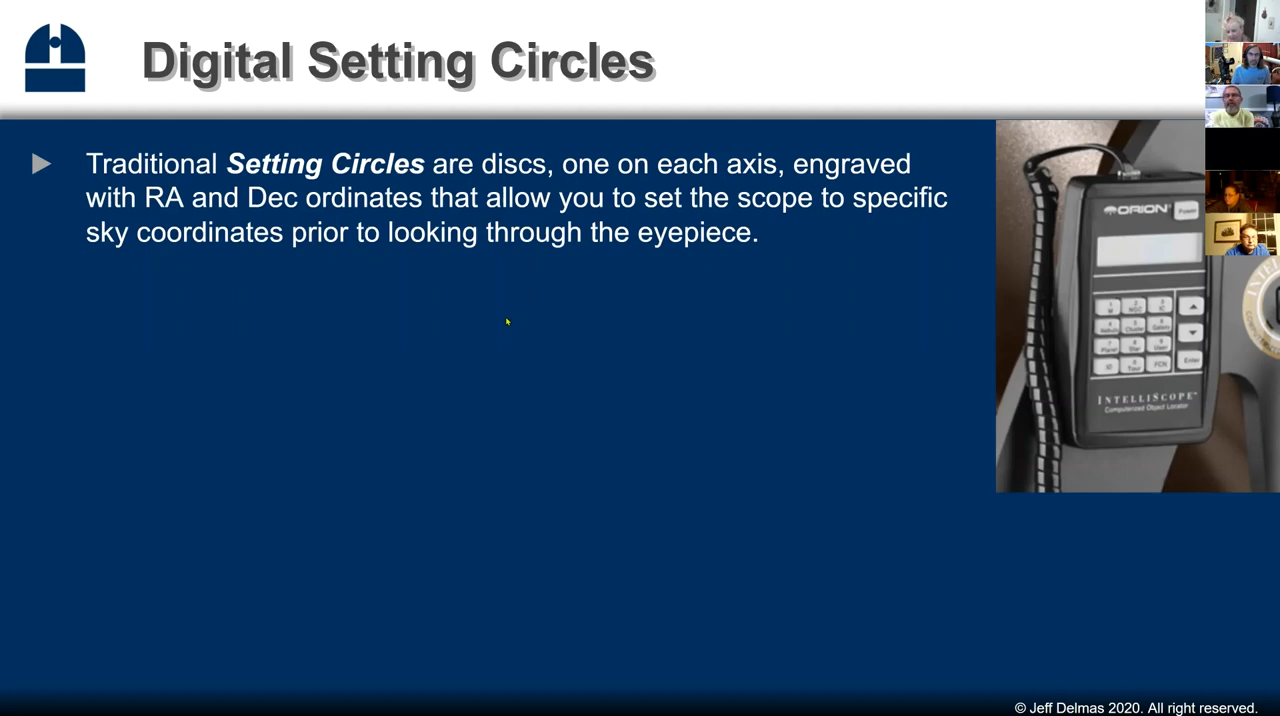 Digital Setting Circles
Traditional Setting Circles are discs, one on each axis, engraved
with RA and Dec ordinates that allow you to set the scope to specific
sky coordinates prior to looking through the eyepiece.
ORION
Power
Enter
INTELLISCOPE
Computerized Object Locator
© Jeff Delmas 2020. All right reserved.